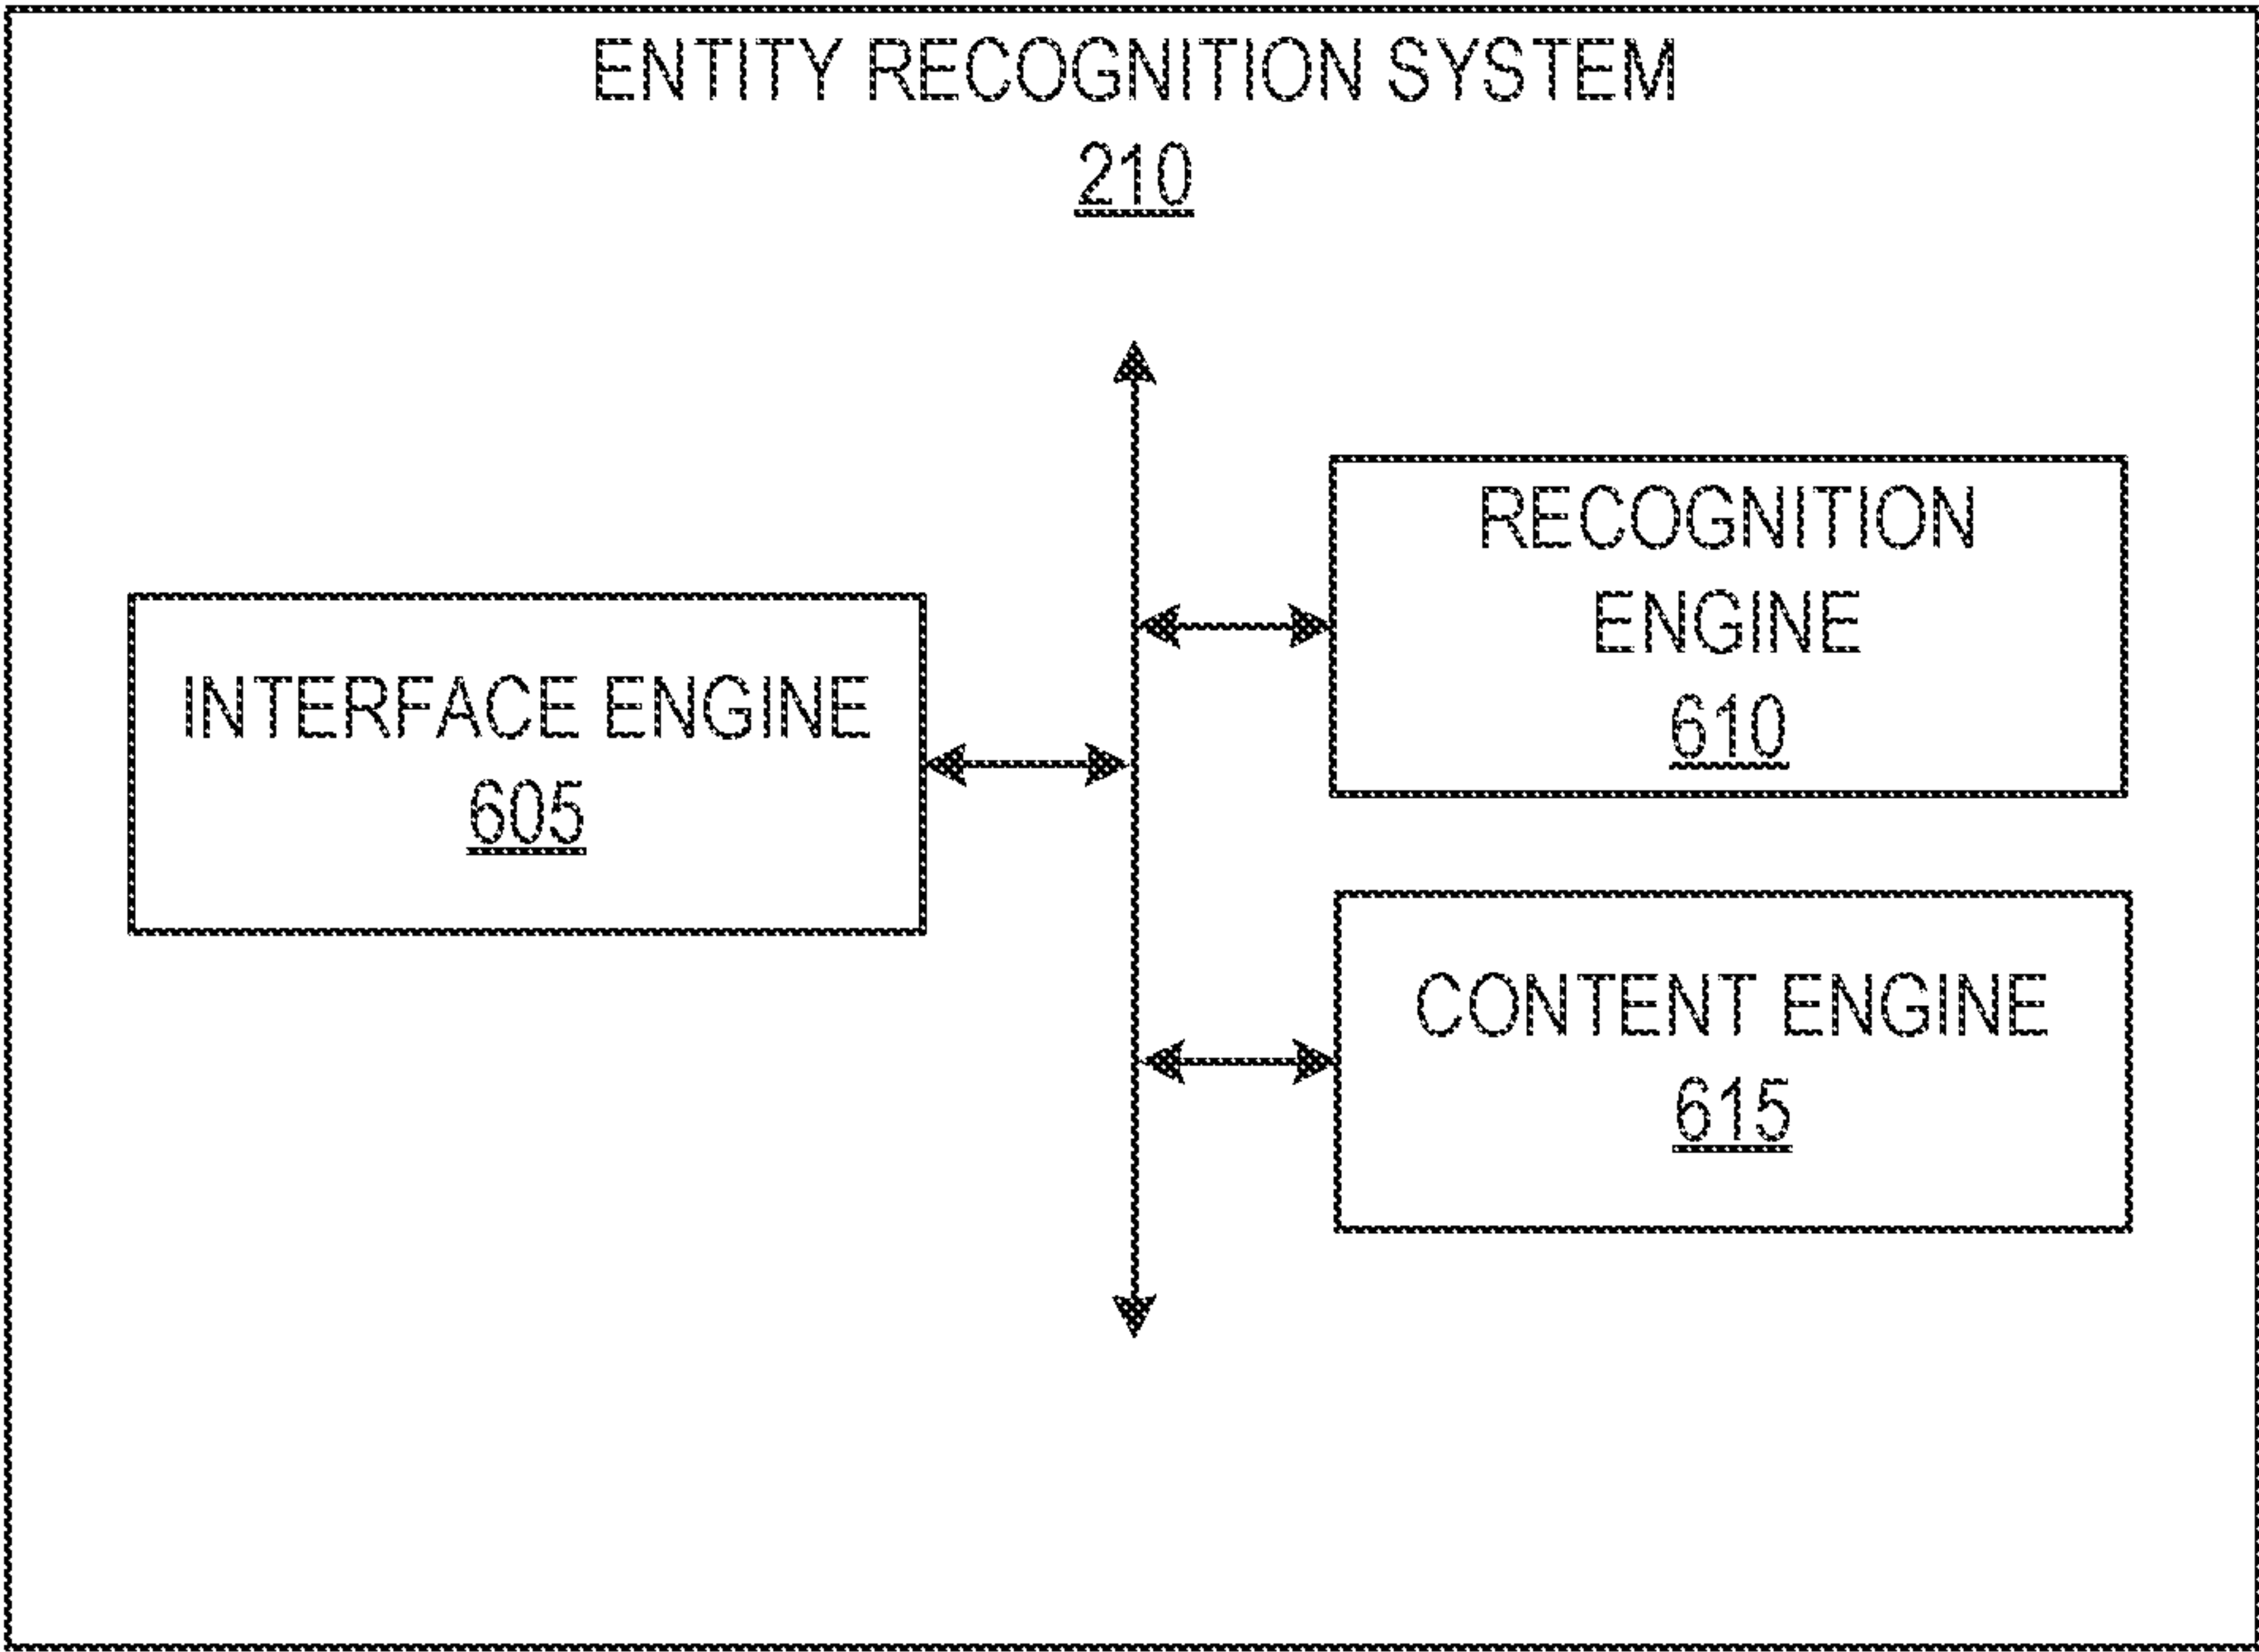 ENTITY RECOGNITION SYSTEM
210
INTERFACE ENGINE
605
RECOGNITION
ENGINE
610
CONTENT ENGINE
615